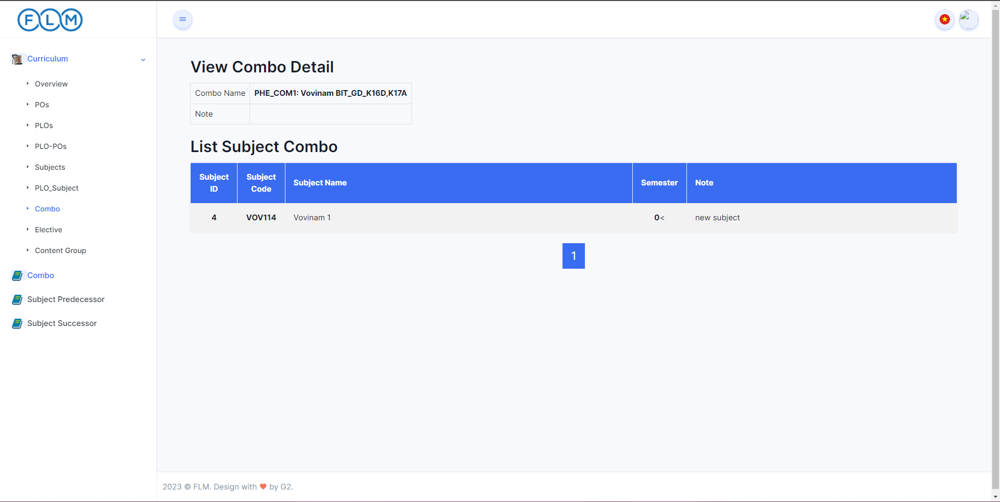 FLM
Curriculum
Overview
POs
PLOs
PLO-POs
Subjects
PLO_Subject
Combo
Elective
Content Group
Combo
Subject Predecessor
Subject Successor
View Combo Detail
Combo Name PHE_COM1: Vovinam BIT_GD_K16D,K17A
Note
List Subject Combo
Subject ID Subject Code Subject Name Semester Note
4 VOV114 Vovinam 1 0< new subject
1
2023 © FLM. Design with ❤ by G2.